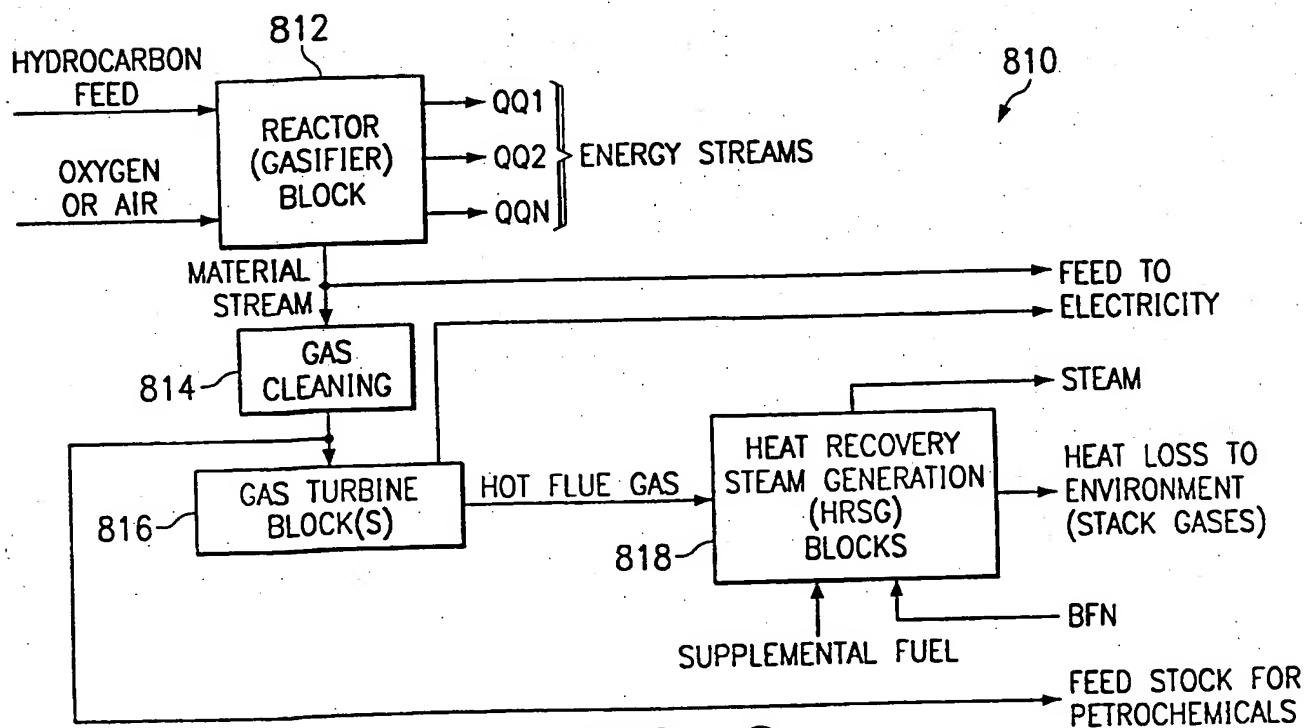 812
810
HYDROCARBON
FEED
OXYGEN
OR AIR
REACTOR
(GASIFIER)
BLOCK
QQ1
QQ2
QQN
ENERGY STREAMS
MATERIAL
STREAM
FEED TO
ELECTRICITY
814
GAS
CLEANING
STEAM
816
GAS TURBINE
BLOCK(S)
HOT FLUE GAS
HEAT RECOVERY
STEAM GENERATION
(HRSG)
BLOCKS
818
HEAT LOSS TO
ENVIRONMENT
(STACK GASES)
BFN
SUPPLEMENTAL FUEL
FEED STOCK FOR
PETROCHEMICALS